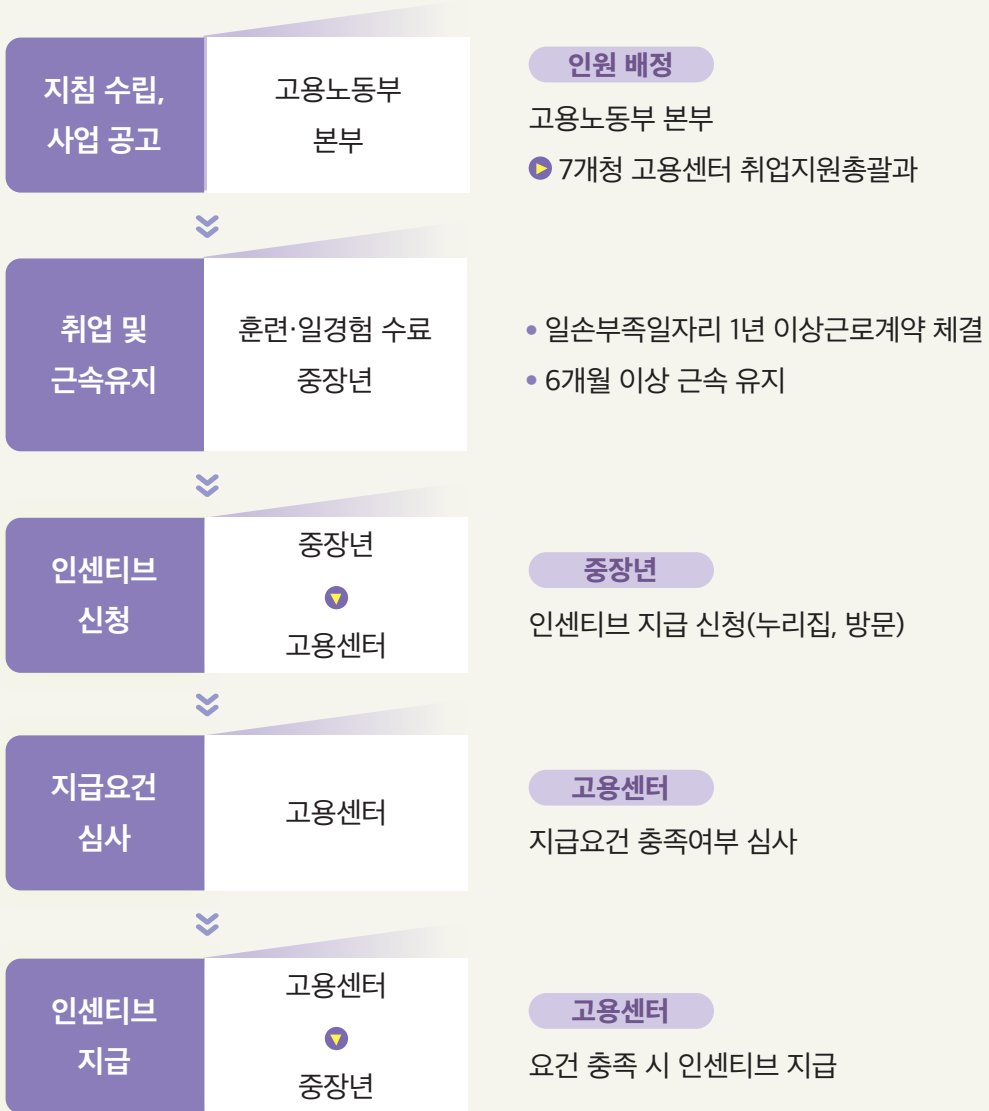 지침 수립,
사업 공고
고용노동부
본부
인원 배정
고용노동부 본부
7개청 고용센터 취업지원총괄과
취업 및
근속유지
훈련·일경험 수료
중장년
• 일손부족일자리 1년 이상근로계약 체결
• 6개월 이상 근속 유지
인센티브
신청
중장년
고용센터
중장년
인센티브 지급 신청(누리집, 방문)
지급요건
심사
고용센터
고용센터
지급요건 충족여부 심사
인센티브
지급
고용센터
중장년
고용센터
요건 충족 시 인센티브 지급